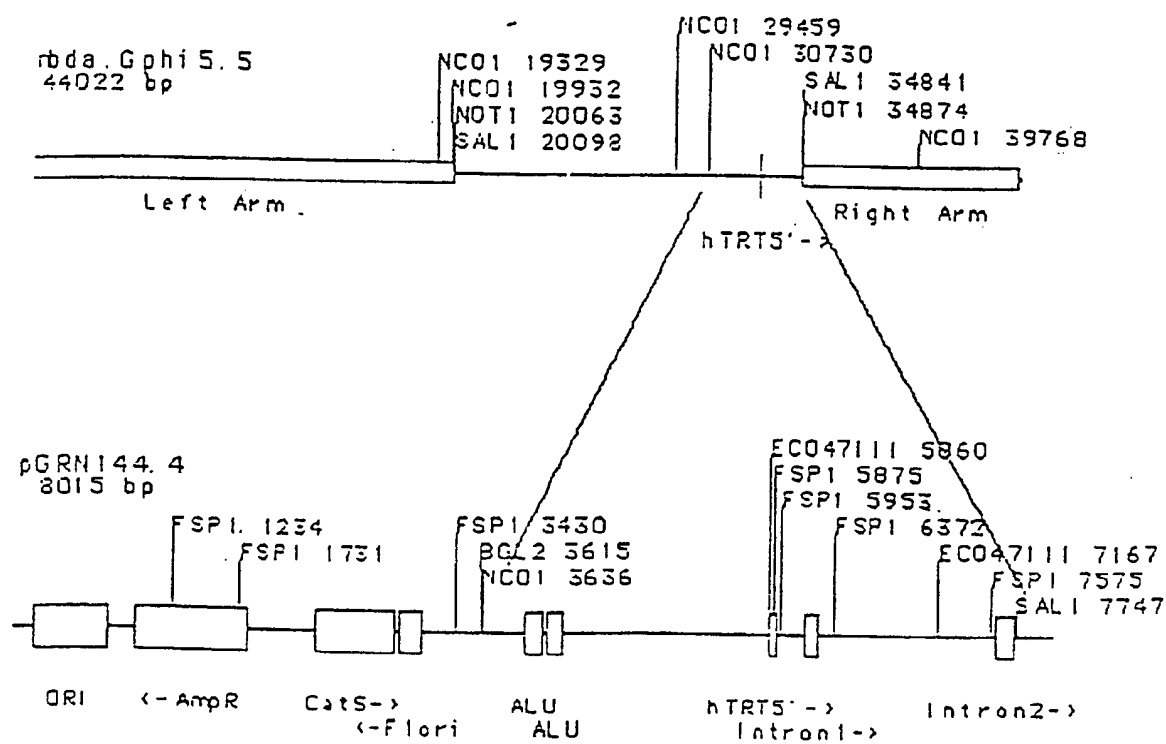 rbda.Gphi5.5
44022 bp
NCO1 19329
NCO1 19932
NOT1 20063
SAL1 20098
NCO1 29459
NCO1 30730
SAL1 34841
NOT1 34874
NCO1 39768
Left Arm
Right Arm
hTRT5'->
pGRN144.4
8015 bp
FSP1 1234
FSP1 1731
FSP1 3430
BGL2 3615
NCO1 3636
ECO47111 5860
FSP1 5875
FSP1 5953
FSP1 6372
ECO47111 7167
FSP1 7575
SAL1 7747
ORI
<-AmpR
CatS->
<-F1ori
ALU
ALU
hTRT5'->
Intron1->
Intron2->